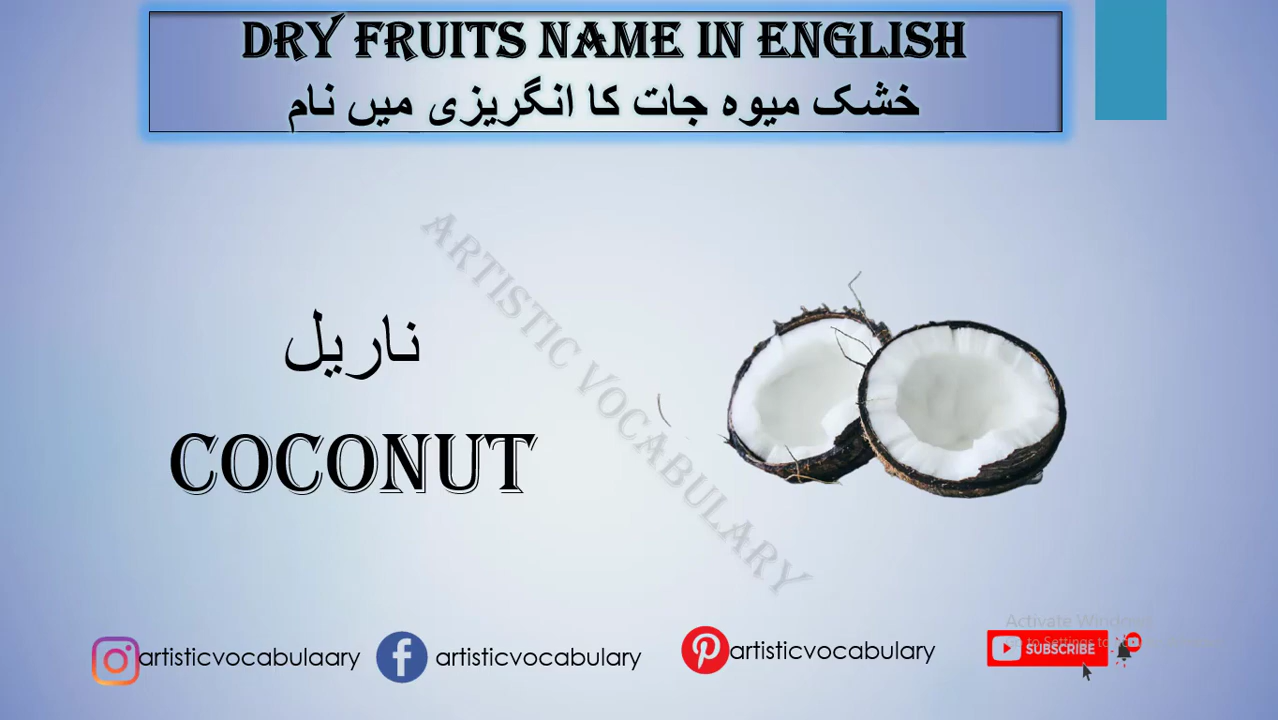 DRY FRUITS NAME IN ENGLISH
خشک میوہ جات کا انگریزی میں نام
ARTISTIC VOCABULARY
ناریل
COCONUT
artisticvocabulaary
artisticvocabulary
artisticvocabulary
Activate Windows
SUBSCRIBE